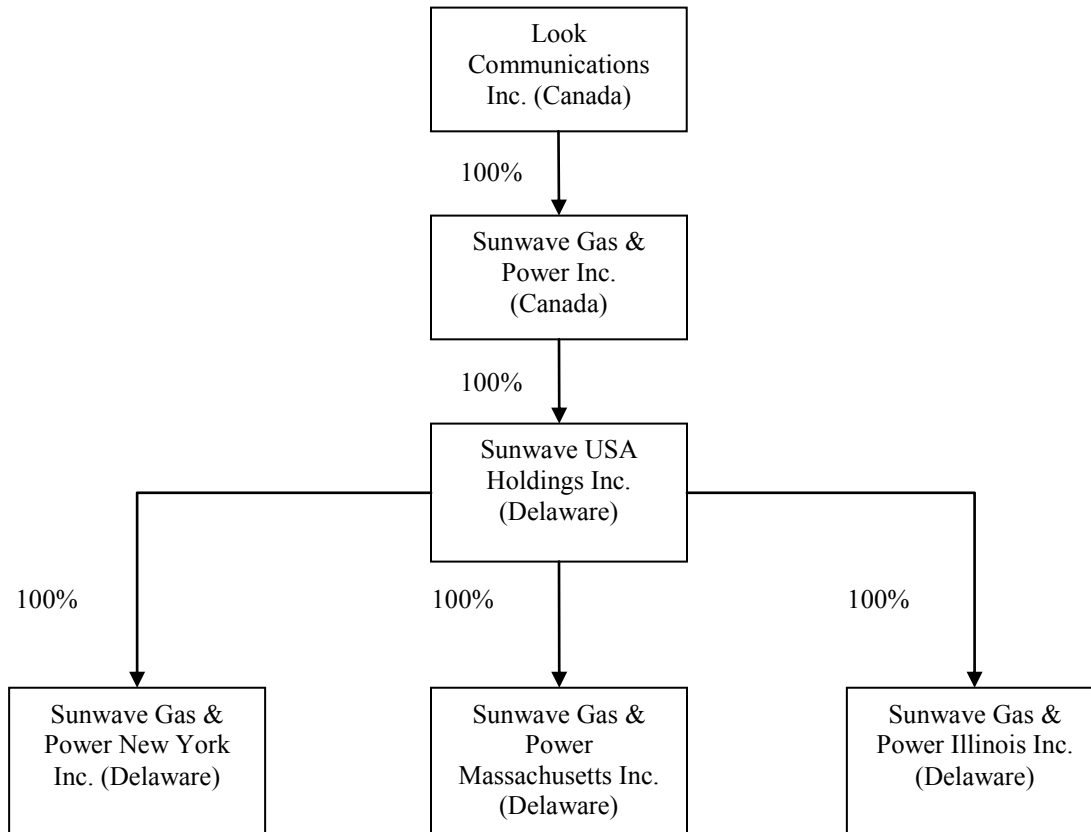 Look
Communications
Inc. (Canada)
100%
Sunwave Gas &
Power Inc.
(Canada)
100%
Sunwave USA
Holdings Inc.
(Delaware)
100%
100%
100%
Sunwave Gas &
Power New York
Inc. (Delaware)
Sunwave Gas &
Power
Massachusetts Inc.
(Delaware)
Sunwave Gas &
Power Illinois Inc.
(Delaware)